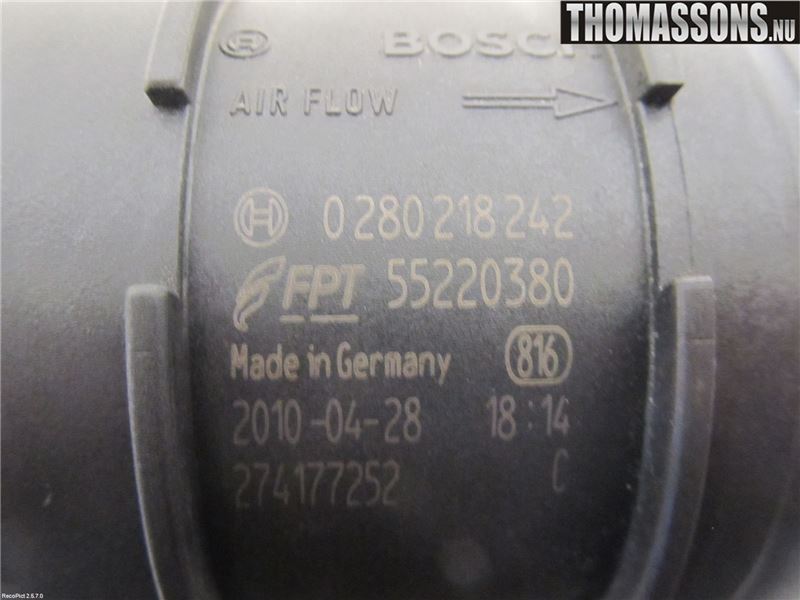 THOMASSONS.NU
BOSCH
AIR FLOW
0 280 218 242
FPT 55220380
Made in Germany 816
2010-04-28 18:14
274177252 C
RecoPict 2.5.7.0